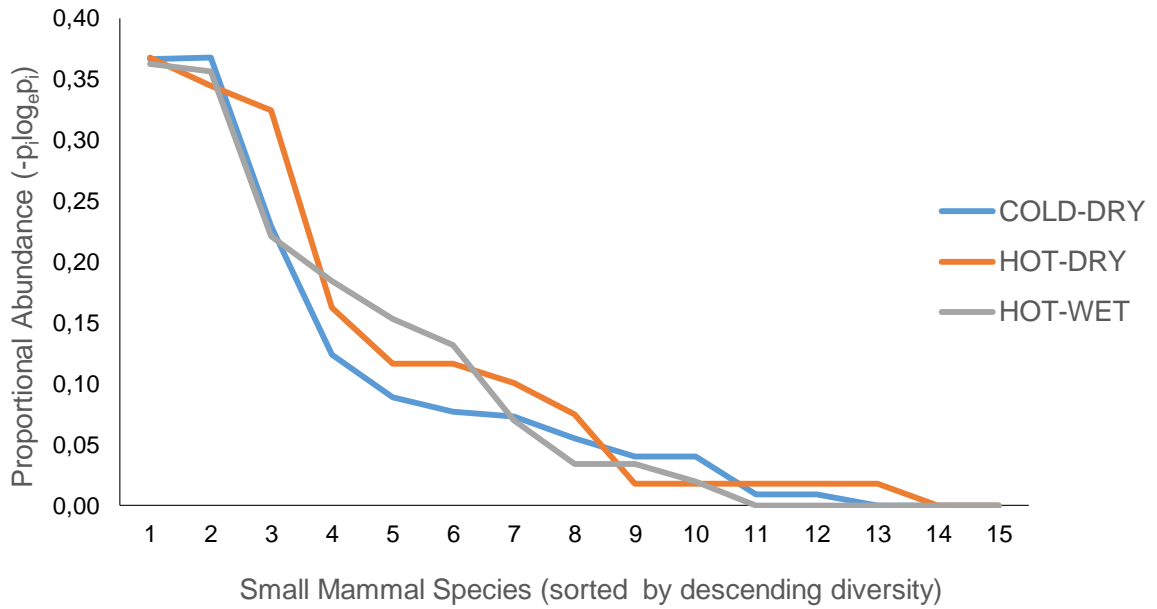 Proportional Abundance (-pᵢlogₑpᵢ)
0,40
0,35
0,30
0,25
0,20
0,15
0,10
0,05
0,00
1 2 3 4 5 6 7 8 9 10 11 12 13 14 15
Small Mammal Species (sorted by descending diversity)
COLD-DRY
HOT-DRY
HOT-WET